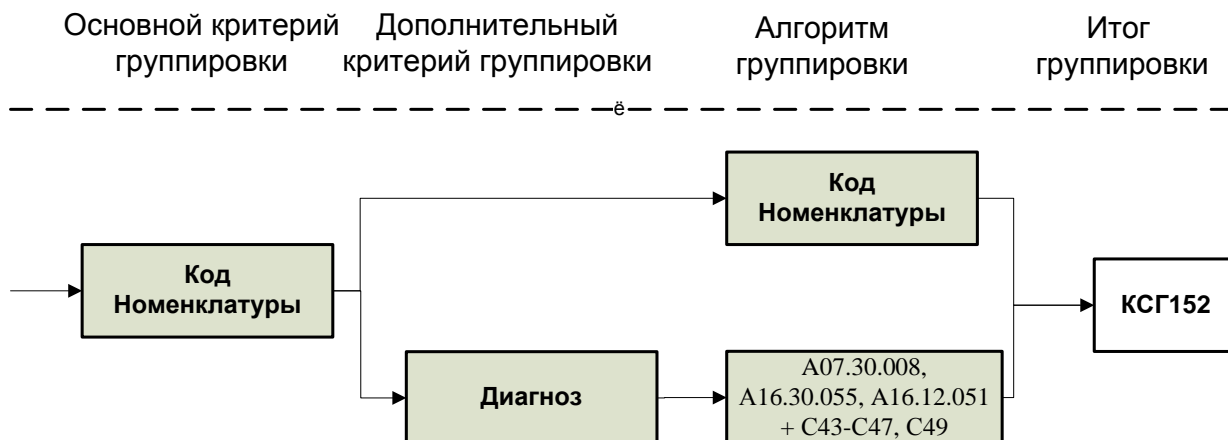 Основной критерий
группировки
Дополнительный
критерий группировки
Алгоритм
группировки
Итог
группировки
ё
Код
Номенклатуры
Код
Номенклатуры
КСГ152
Диагноз
A07.30.008,
A16.30.055, A16.12.051
+ C43-C47, C49